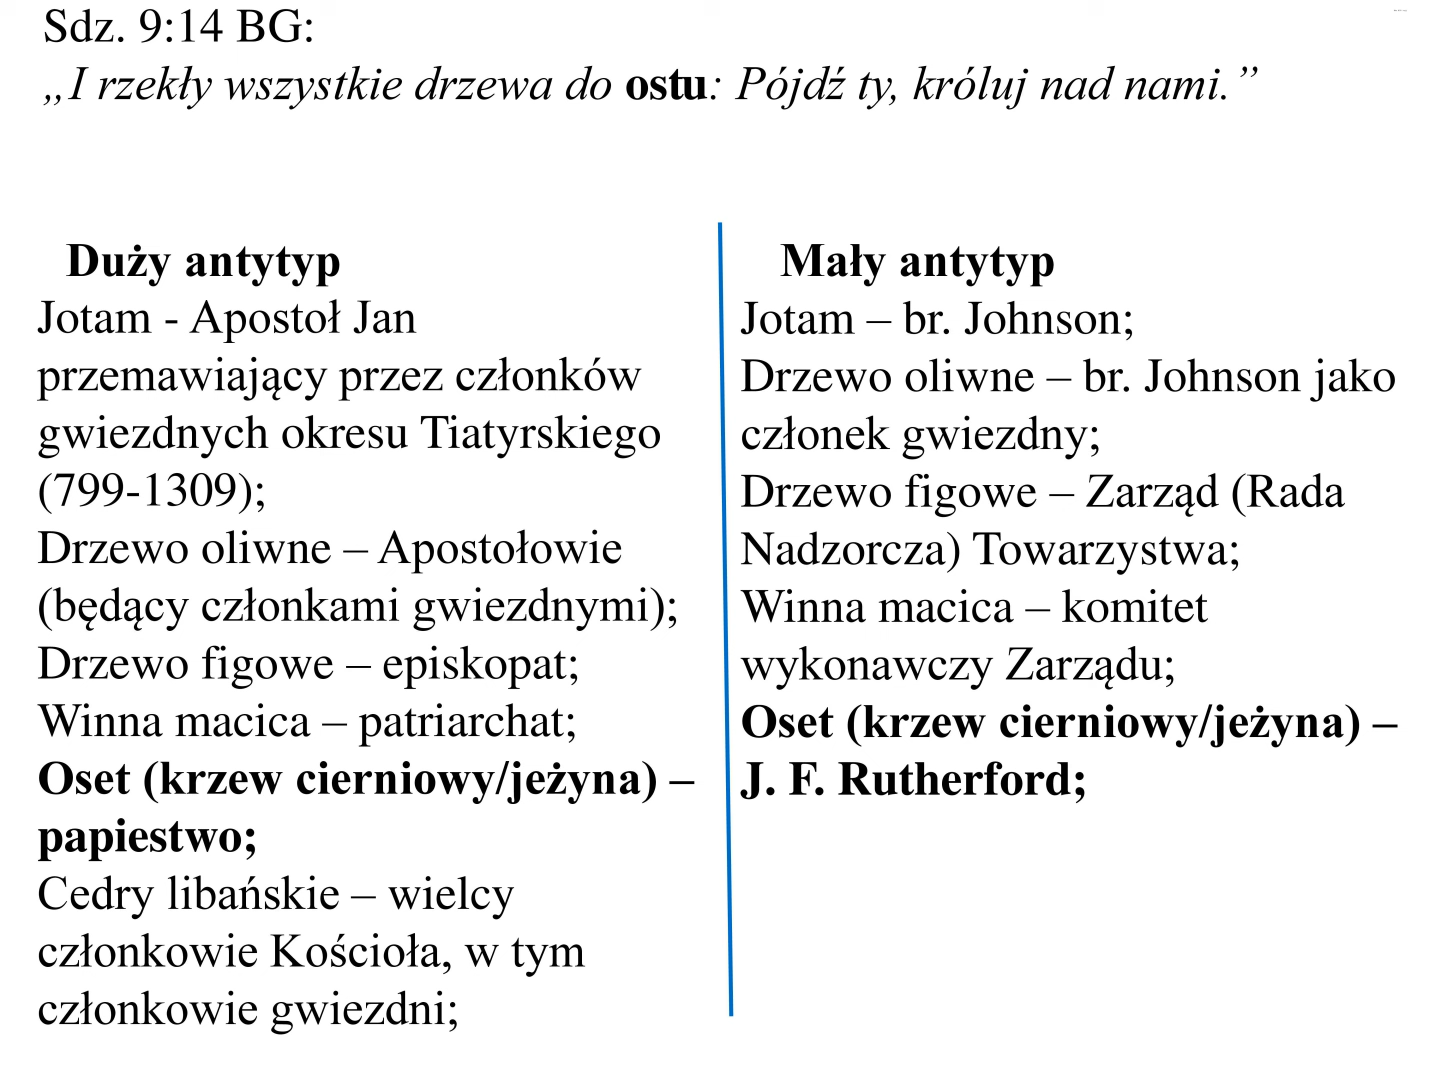 Sdz. 9:14 BG:
„I rzekły wszystkie drzewa do ostu: Pójdź ty, króluj nad nami.”
Duży antytyp
Jotam - Apostoł Jan
przemawiający przez członków
gwiezdnych okresu Tiatyrskiego
(799-1309);
Drzewo oliwne – Apostołowie
(będący członkami gwiezdnymi);
Drzewo figowe – episkopat;
Winna macica – patriarchat;
Oset (krzew cierniowy/jeżyna) –
papiestwo;
Cedry libańskie – wielcy
członkowie Kościoła, w tym
członkowie gwiezdni;
Mały antytyp
Jotam – br. Johnson;
Drzewo oliwne – br. Johnson jako
członek gwiezdny;
Drzewo figowe – Zarząd (Rada
Nadzorcza) Towarzystwa;
Winna macica – komitet
wykonawczy Zarządu;
Oset (krzew cierniowy/jeżyna) –
J. F. Rutherford;